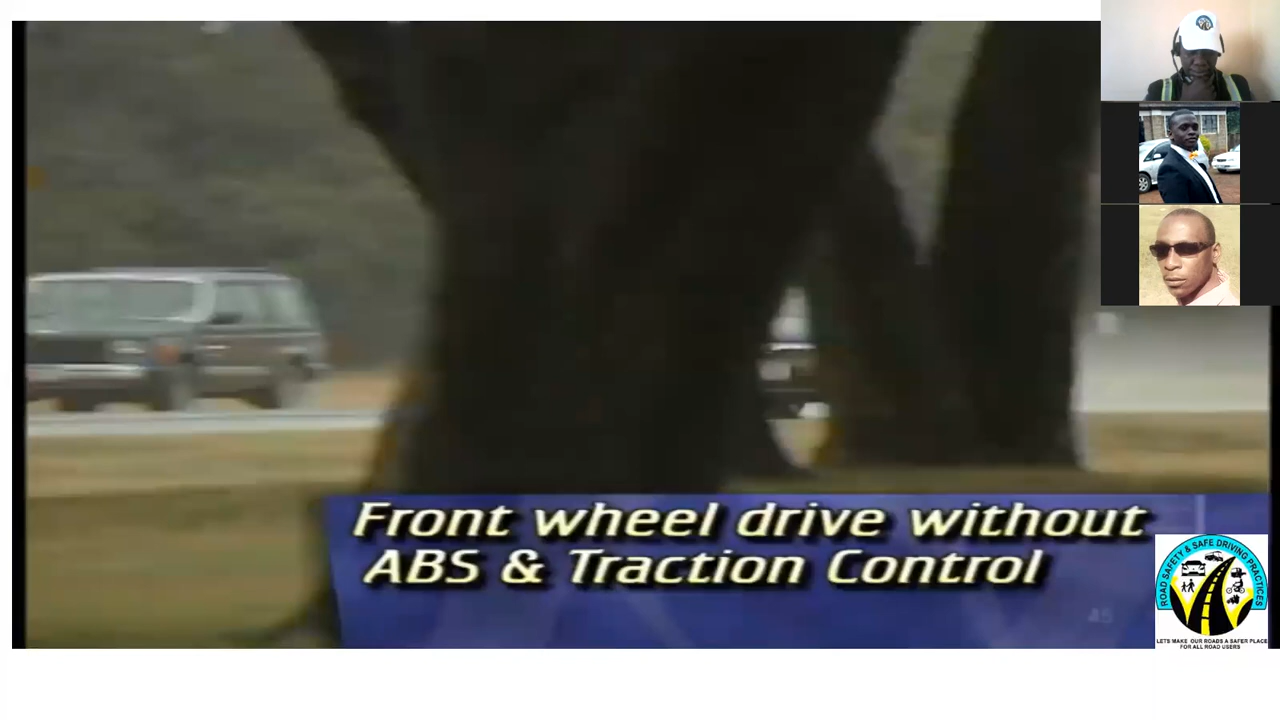 Front wheel drive without
ABS & Traction Control
45
ROAD SAFETY & SAFE DRIVING PRACTICES
LETS MAKE OUR ROADS A SAFER PLACE
FOR ALL ROAD USERS